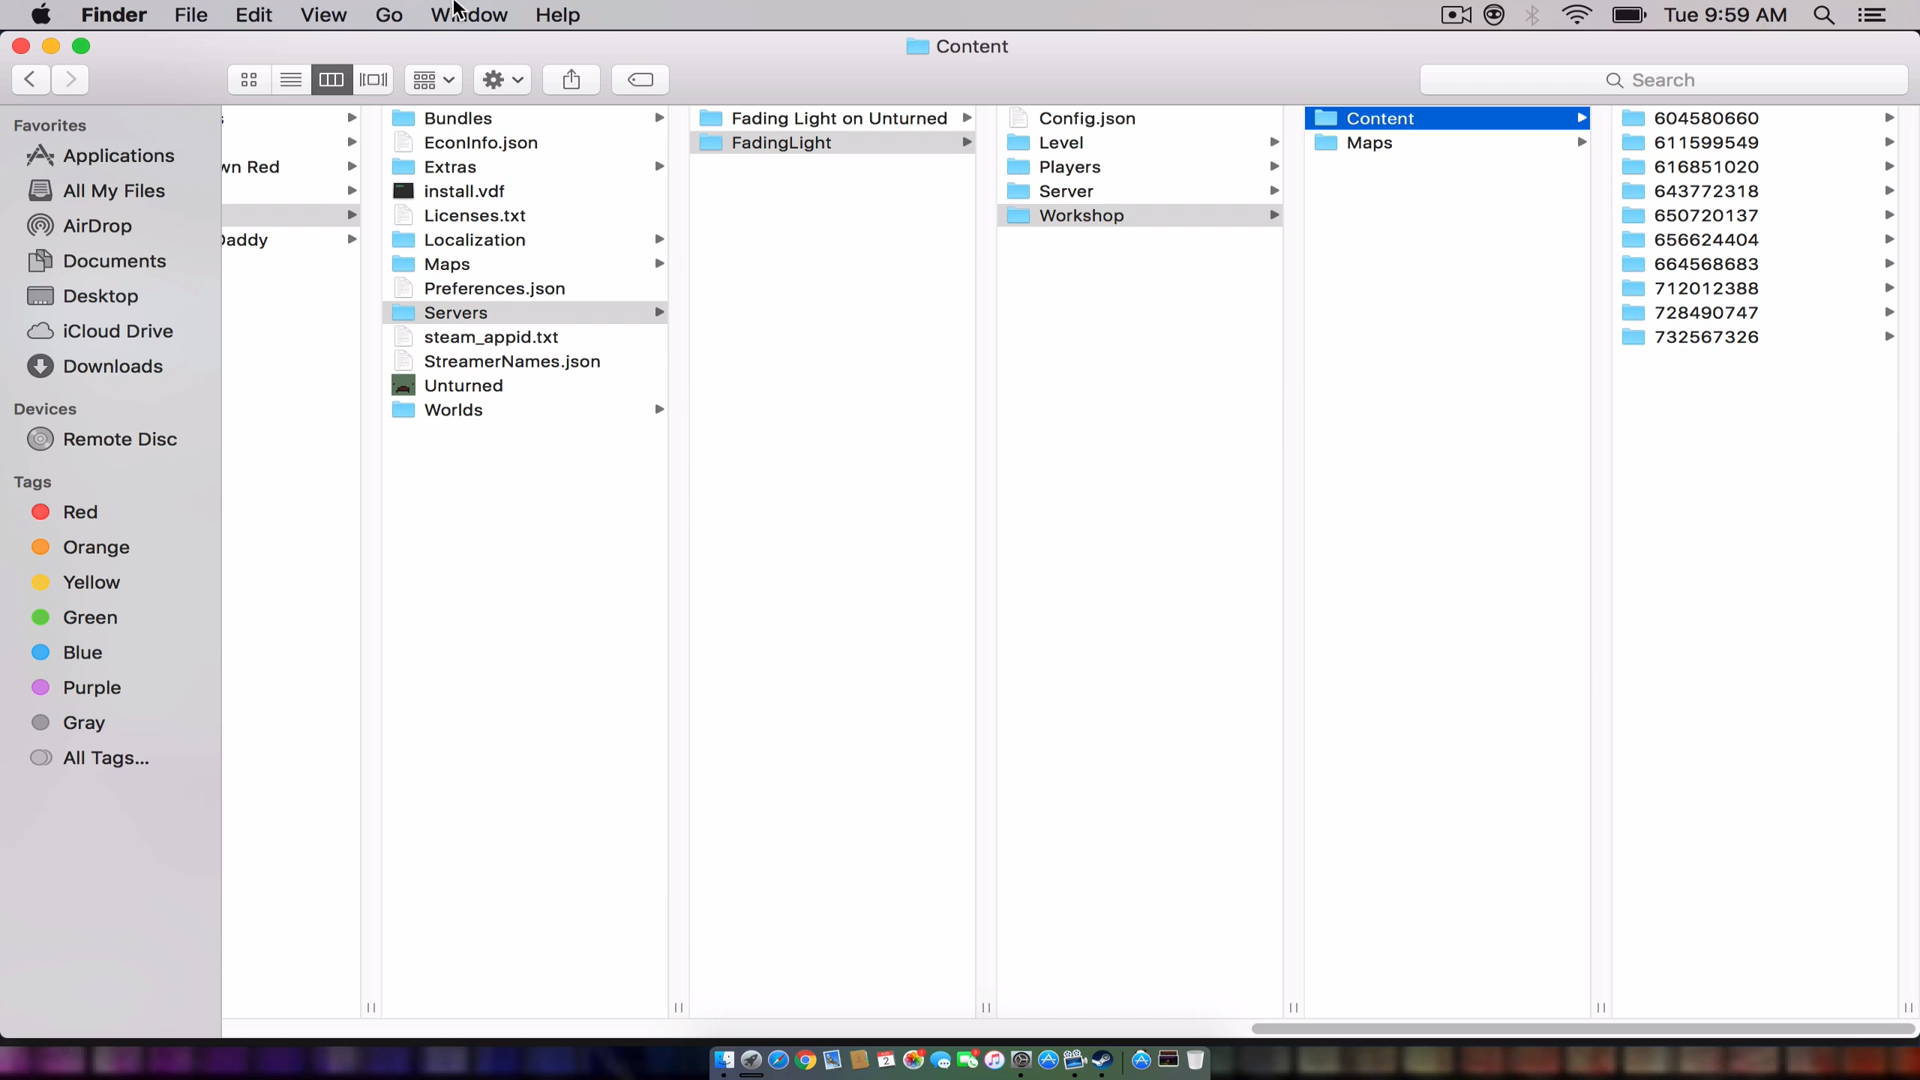 Finder File Edit View Go Window Help Tue 9:59 AM
Content
Search
Favorites
Applications
All My Files
AirDrop
Documents
Desktop
iCloud Drive
Downloads
Devices
Remote Disc
Tags
Red
Orange
Yellow
Green
Blue
Purple
Gray
All Tags...
wn Red
Daddy
Bundles
EconInfo.json
Extras
install.vdf
Licenses.txt
Localization
Maps
Preferences.json
Servers
steam_appid.txt
StreamerNames.json
Unturned
Worlds
Fading Light on Unturned
FadingLight
Config.json
Level
Players
Server
Workshop
Content
Maps
604580660
611599549
616851020
643772318
650720137
656624404
664568683
712012388
728490747
732567326
2